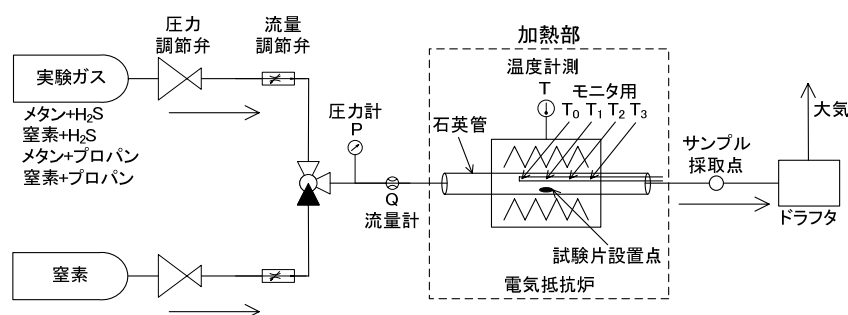 実験ガス
メタン+H2S
窒素+H2S
メタン+プロパン
窒素+プロパン
圧力
調節弁
流量
調節弁
圧力計
P
Q
流量計
加熱部
温度計測
T
モニタ用
T0 T1 T2 T3
石英管
試験片設置点
電気抵抗炉
サンプル
採取点
大気
ドラフタ
窒素